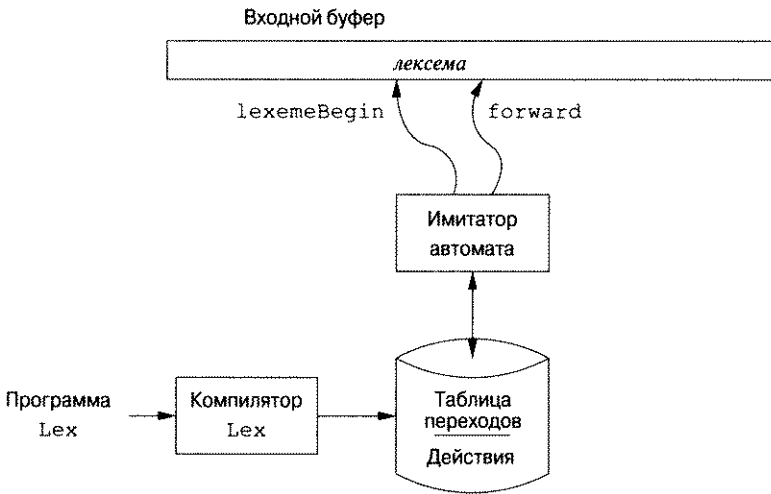 Входной буфер
лексема
lexemeBegin
forward
Имитатор
автомата
Программа
Lex
Компилятор
Lex
Таблица
переходов
Действия